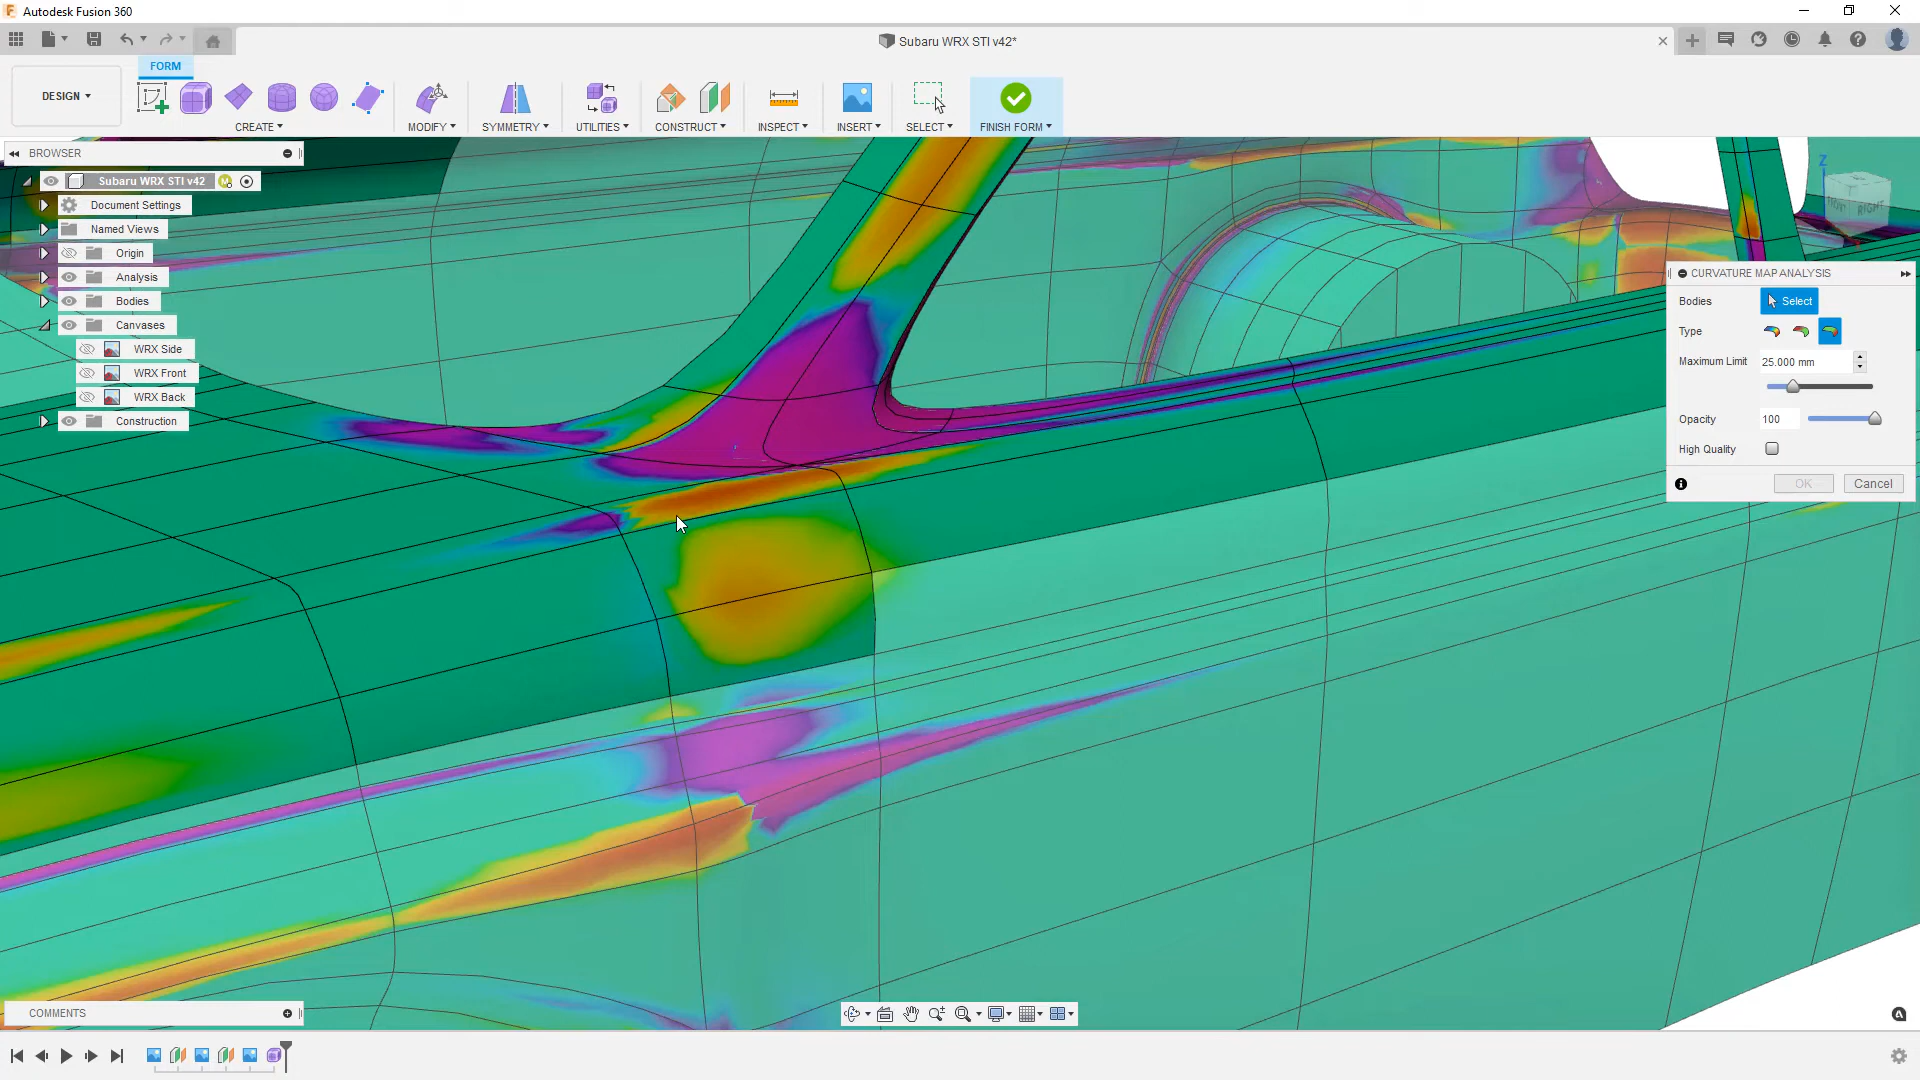 Autodesk Fusion 360
Subaru WRX STI v42*
DESIGN
FORM
CREATE
MODIFY
SYMMETRY
UTILITIES
CONSTRUCT
INSPECT
INSERT
SELECT
FINISH FORM
BROWSER
Subaru WRX STI v42
Document Settings
Named Views
Origin
Analysis
Bodies
Canvases
WRX Side
WRX Front
WRX Back
Construction
Z
FRONT
RIGHT
CURVATURE MAP ANALYSIS
Bodies
Select
Type
Maximum Limit
25.000 mm
Opacity
100
High Quality
OK
Cancel
COMMENTS